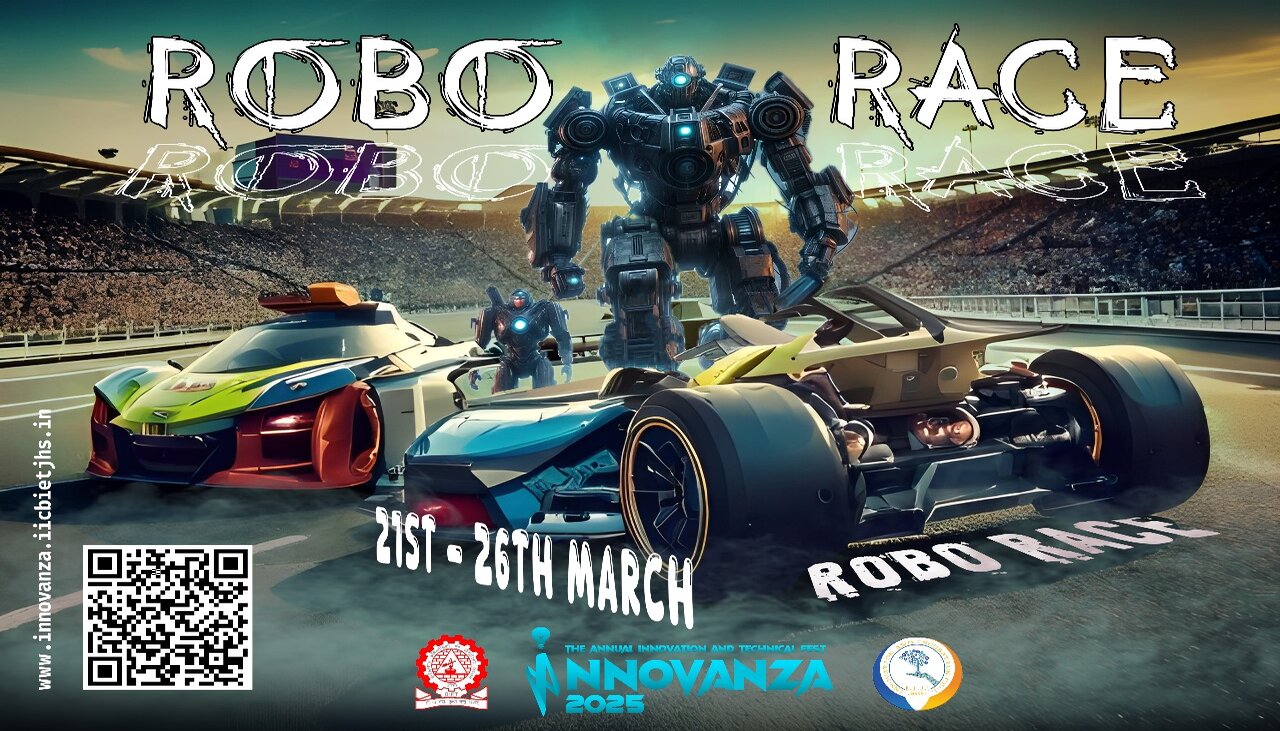 ROBO RACE
ROBO RACE
21ST - 26TH MARCH
ROBO RACE
www.innovanza.iicbietjhs.in
THE ANNUAL INNOVATION AND TECHNICAL FEST
INNOVANZA
2025